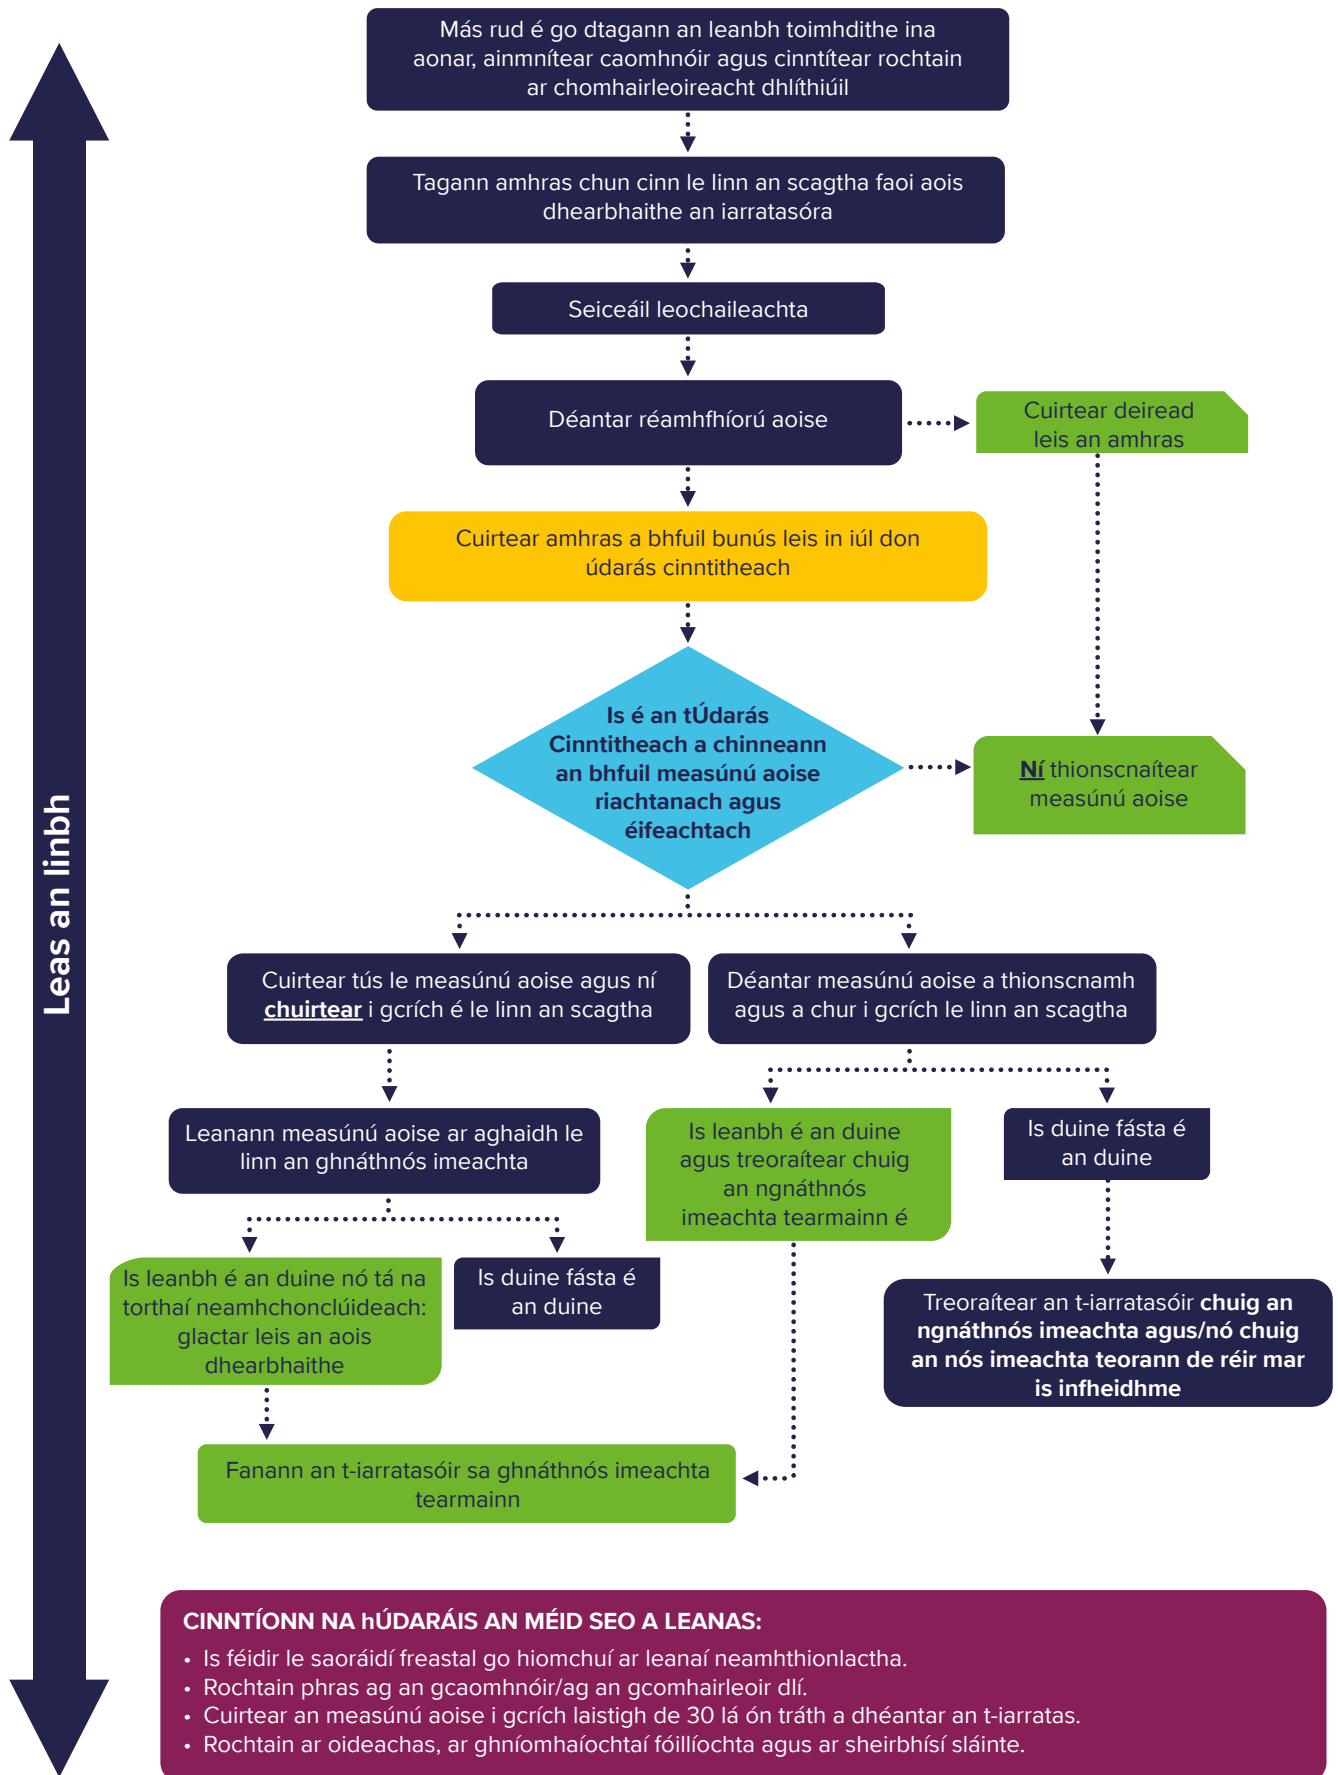 Más rud é go dtagann an leanbh toimhdithe ina
aonar, ainmnítear caomhnóir agus cinntítear rochtain
ar chomhairleoireacht dhlíthiúil
Tagann amhras chun cinn le linn an scagtha faoi aois
dhearbhaithe an iarratasóra
Seiceáil leochaileachta
Déantar réamhfhíorú aoise
Cuirtear deiread
leis an amhras
Cuirtear amhras a bhfuil bunús leis in iúl don
údarás cinntitheach
Is é an tÚdarás
Cinntitheach a chinneann
an bhfuil measúnú aoise
riachtanach agus
éifeachtach
Ní thionscnaítear
measúnú aoise
Leas an linbh
Cuirtear tús le measúnú aoise agus ní
chuirtear i gcrích é le linn an scagtha
Déantar measúnú aoise a thionscnamh
agus a chur i gcrích le linn an scagtha
Leanann measúnú aoise ar aghaidh le
linn an ghnáthnós imeachta
Is leanbh é an duine
agus treoraítear chuig
an ngnáthnós
imeachta tearmainn é
Is duine fásta é
an duine
Is leanbh é an duine nó tá na
torthaí neamhchonclúideach:
glactar leis an aois
dhearbhaithe
Is duine fásta é
an duine
Treoraítear an t-iarratasóir chuig an
ngnáthnós imeachta agus/nó chuig
an nós imeachta teorann de réir mar
is infheidhme
Fanann an t-iarratasóir sa ghnáthnós imeachta
tearmainn
CINNTÍONN NA hÚDARÁIS AN MÉID SEO A LEANAS:
• Is féidir le saoráidí freastal go hiomchuí ar leanaí neamhthionlactha.
• Rochtain phras ag an gcaomhnóir/ag an gcomhairleoir dlí.
• Cuirtear an measúnú aoise i gcrích laistigh de 30 lá ón tráth a dhéantar an t-iarratas.
• Rochtain ar oideachas, ar ghníomhaíochtaí fóillíochta agus ar sheirbhísí sláinte.